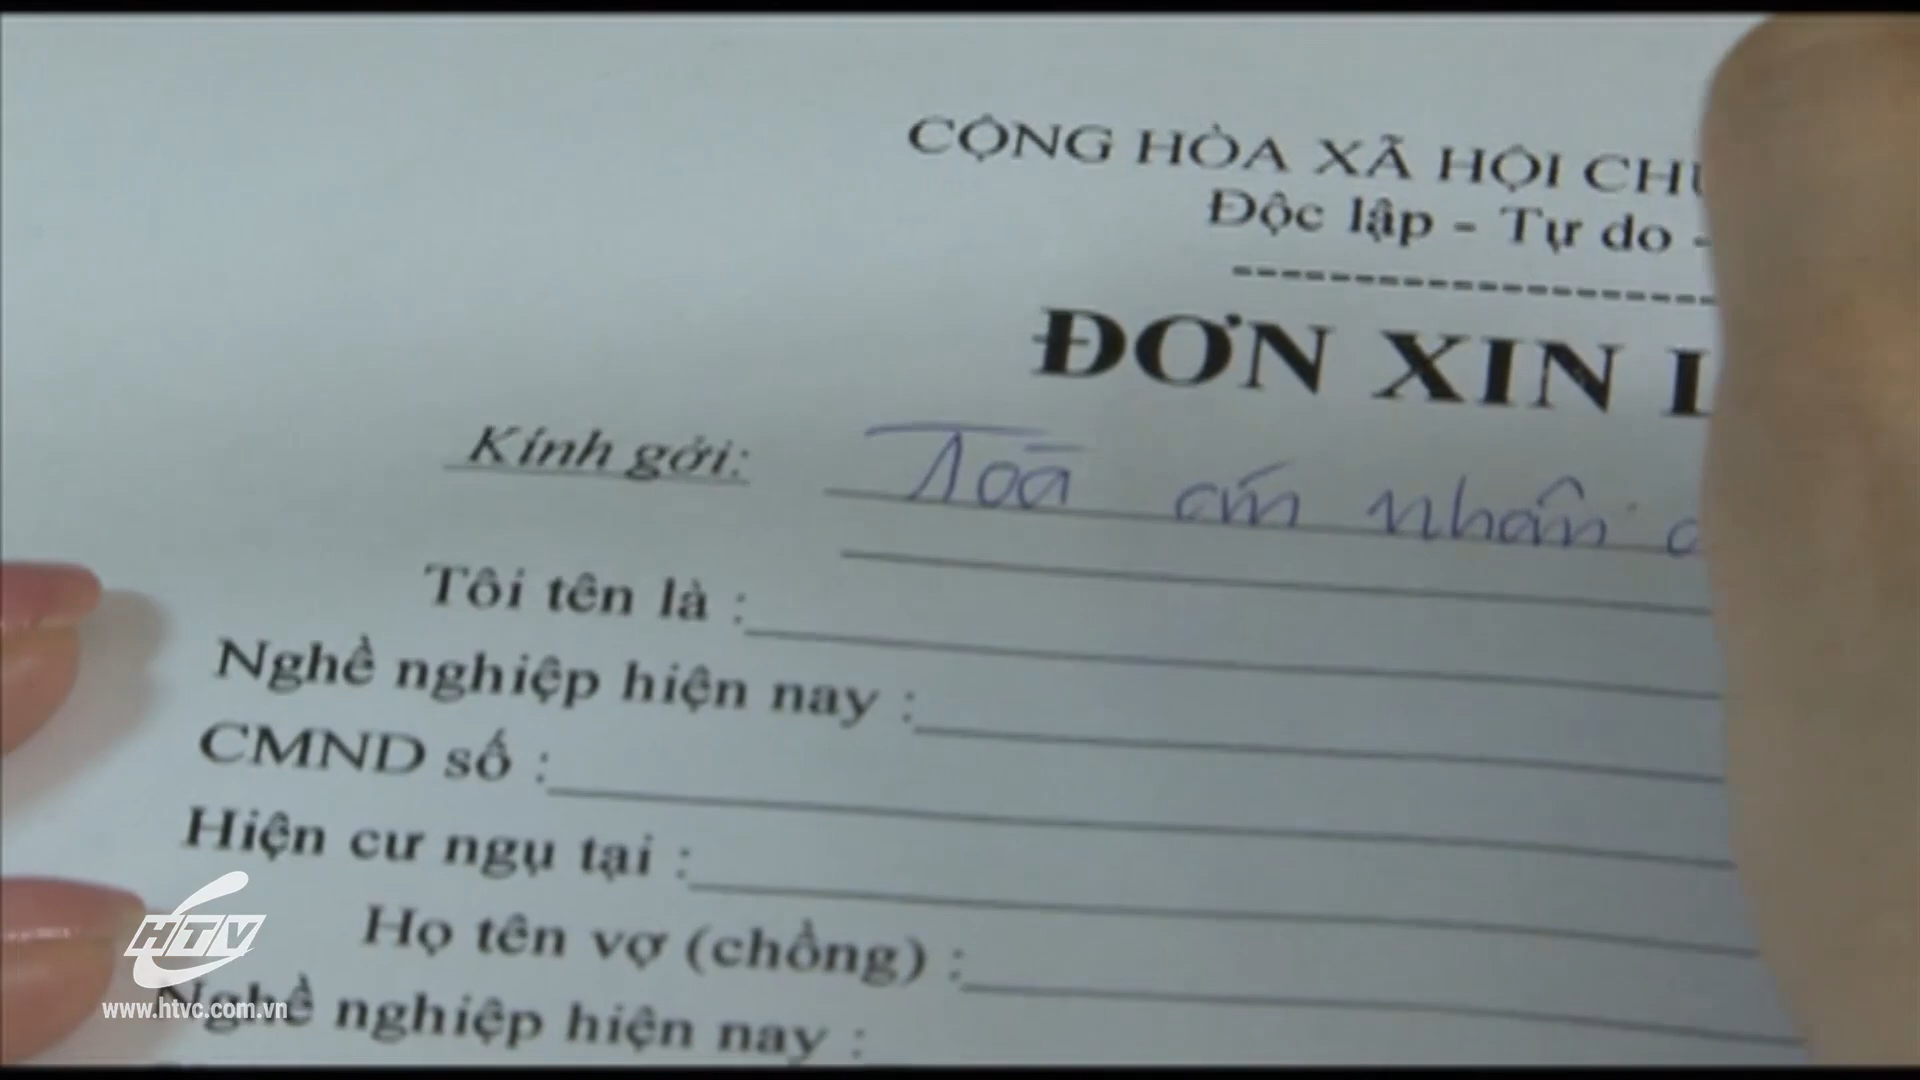 CỘNG HÒA XÃ HỘI CHỦ
Độc lập - Tự do -
ĐƠN XIN L
Kính gởi: Tòa án nhân d
Tôi tên là :
Nghề nghiệp hiện nay :
CMND số :
Hiện cư ngụ tại :
Họ tên vợ (chồng) :
Nghề nghiệp hiện nay :
HTV
www.htvc.com.vn